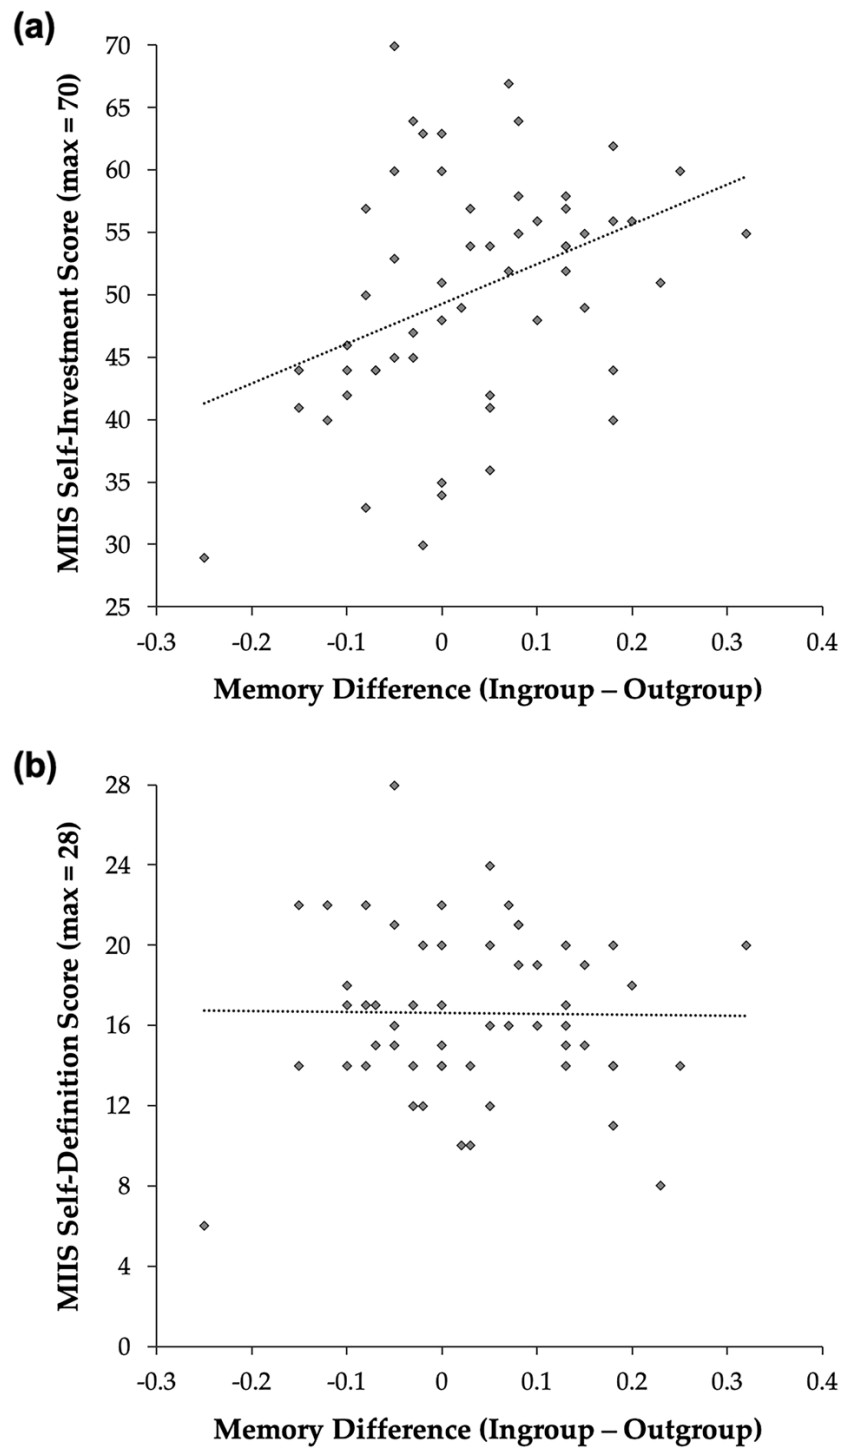 (a)
MIIS Self-Investment Score (max = 70)
70
65
60
55
50
45
40
35
30
25
-0.3 -0.2 -0.1 0 0.1 0.2 0.3 0.4
Memory Difference (Ingroup – Outgroup)
(b)
MIIS Self-Definition Score (max = 28)
28
24
20
16
12
8
4
0
-0.3 -0.2 -0.1 0 0.1 0.2 0.3 0.4
Memory Difference (Ingroup – Outgroup)